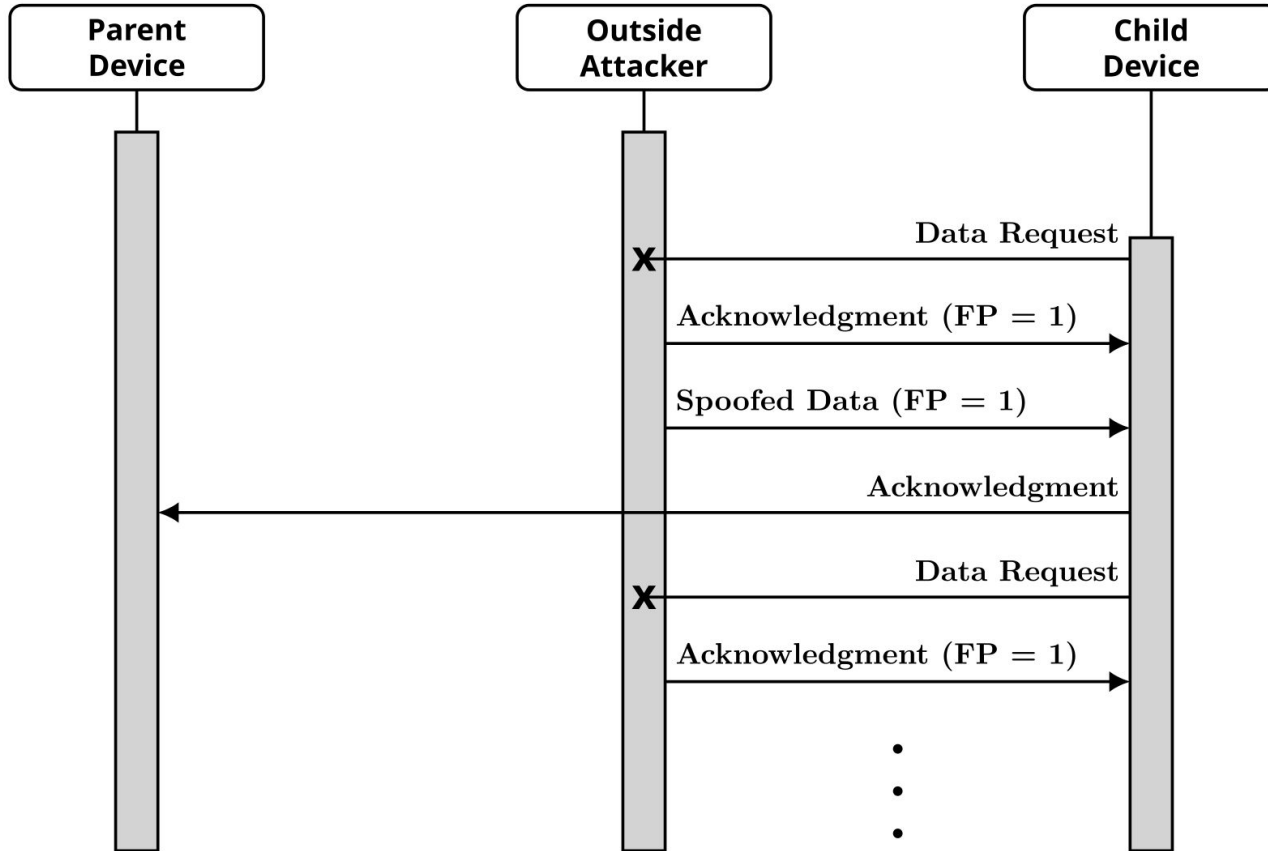 Parent
Device
Outside
Attacker
Child
Device
Data Request
X
Acknowledgment (FP = 1)
Spoofed Data (FP = 1)
Acknowledgment
Data Request
X
Acknowledgment (FP = 1)